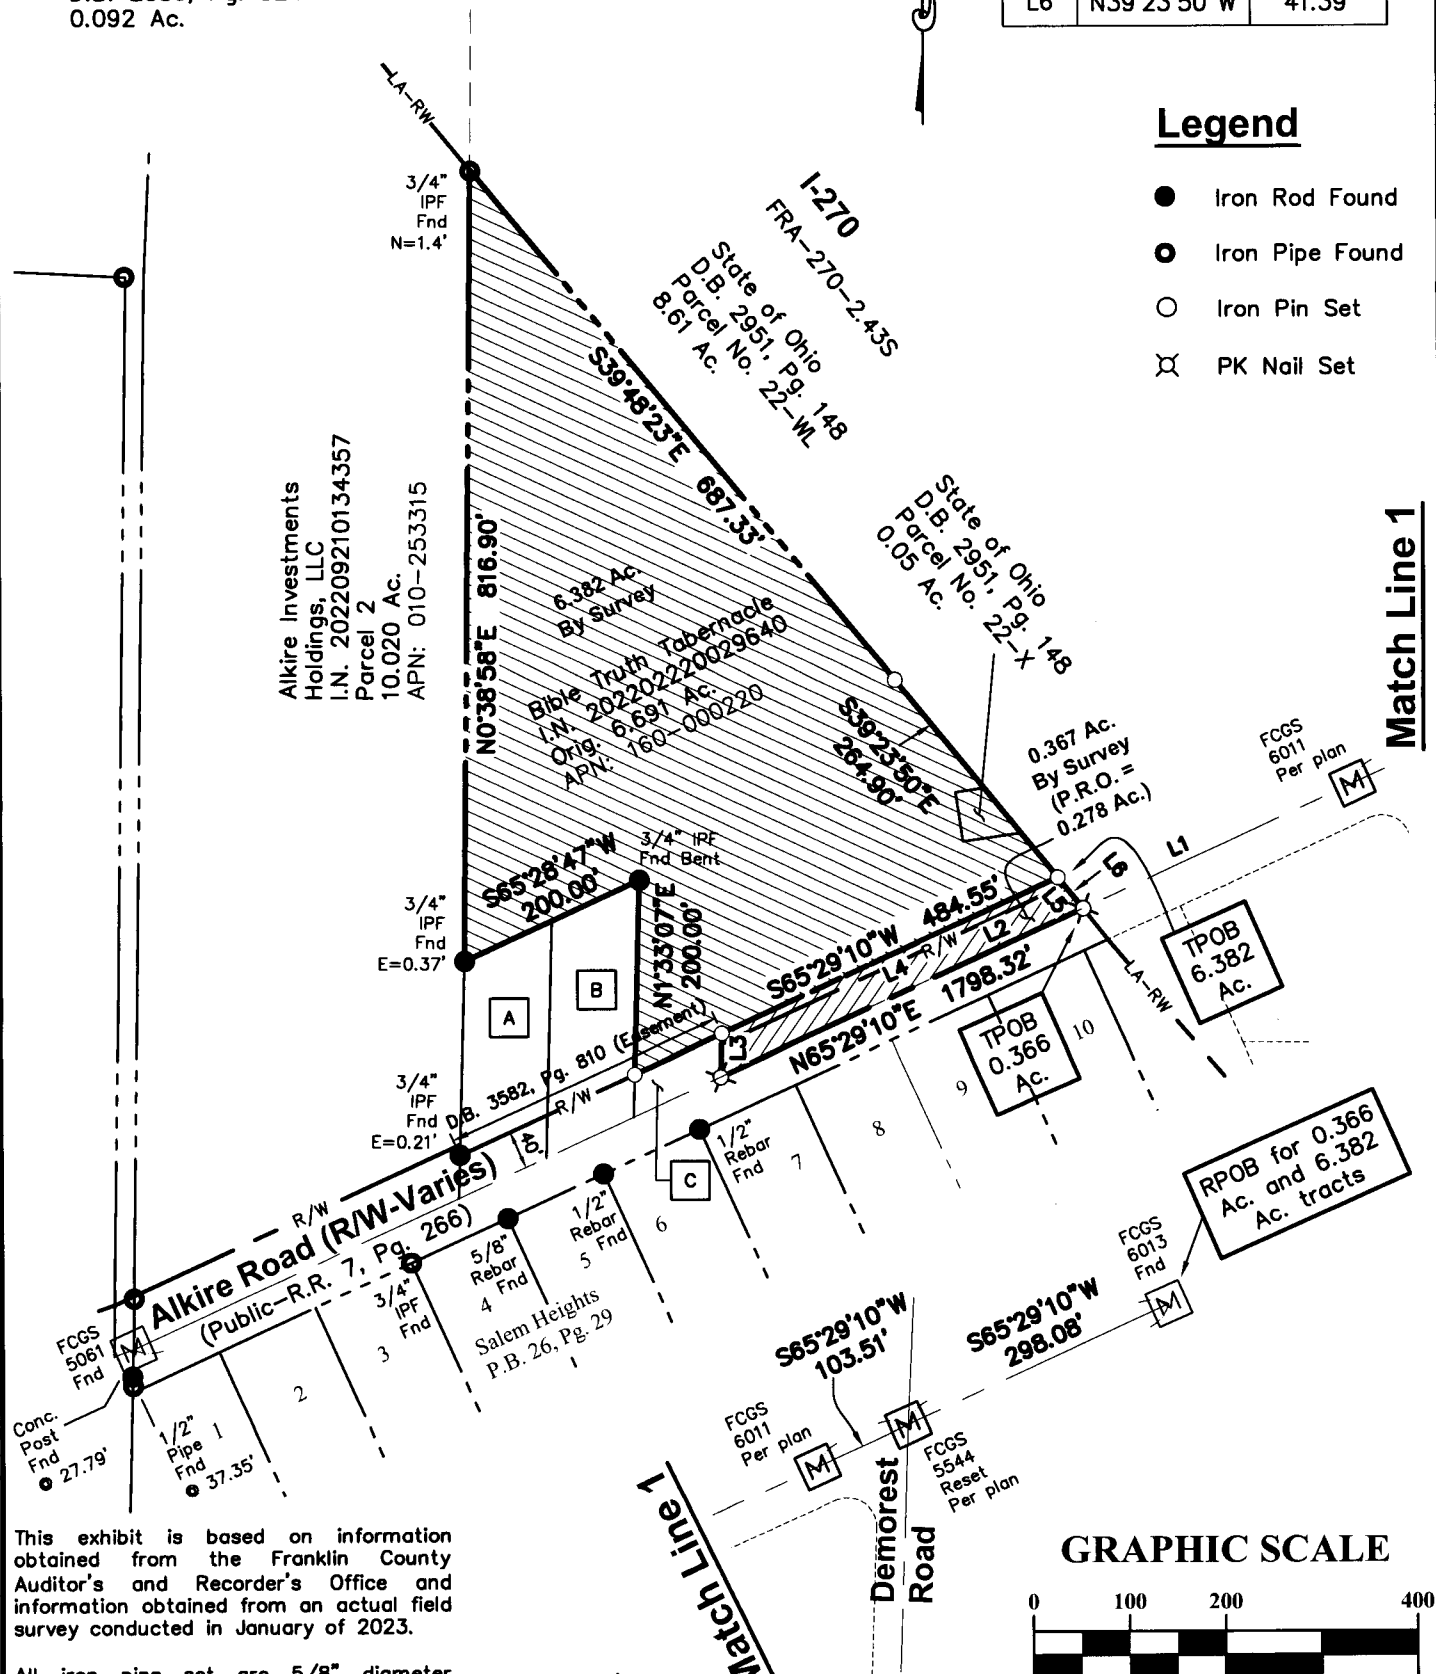 0.092 Ac.
L6 N39°23'50"W 41.39'
Legend
Iron Rod Found
Iron Pipe Found
Iron Pin Set
PK Nail Set
LA-RW
3/4"
IPF
Fnd
N=1.4'
I-270
FRA-270-2.43S
State of Ohio
D.B. 2951, Pg. 148
Parcel No. 22-WL
8.61 Ac.
S39°48'23"E 687.33'
State of Ohio
D.B. 2951, Pg. 148
Parcel No. 22-X
0.05 Ac.
Match Line 1
Alkire Investments
Holdings, LLC
I.N. 202209210134357
Parcel 2
10.020 Ac.
APN: 010-253315
N0°38'58"E 816.90'
6.382 Ac.
By Survey
Bible Truth Tabernacle
I.N. 202202220029640
Orig. 6.691 Ac.
APN: 160-000220
S39°23'50"E
264.90'
0.367 Ac.
By Survey
(P.R.O. =
0.278 Ac.)
FCGS
6011
Per plan
M
L1
L6
L5
S65°28'47"W
200.00'
3/4" IPF
Fnd Bent
3/4"
IPF
Fnd
E=0.37'
N1°33'07"E
200.00'
S65°29'10"W 484.55'
L4
R/W
L2
N65°29'10"E 1798.32'
L3
A
B
TPOB
6.382
Ac.
TPOB
0.366
Ac.
LA-RW
3/4"
IPF
Fnd
E=0.21'
D.B. 3582, Pg. 810 (Easement)
R/W
40'
C
1/2"
Rebar
Fnd
7
8
9
10
RPOB for 0.366
Ac. and 6.382
Ac. tracts
R/W
Alkire Road (R/W-Varies)
(Public-R.R. 7, Pg. 266)
1/2"
Rebar
Fnd
6
5/8"
Rebar
Fnd
5
3/4"
IPF
Fnd
4
Salem Heights
P.B. 26, Pg. 29
3
2
1
FCGS
5061
Fnd
M
Conc.
Post
Fnd
27.79'
1/2"
Pipe
Fnd
37.35'
FCGS
6013
Fnd
M
S65°29'10"W
298.08'
S65°29'10"W
103.51'
FCGS
6011
Per plan
M
M
FCGS
5544
Reset
Per plan
Demorest
Road
Match Line 1
This exhibit is based on information
obtained from the Franklin County
Auditor's and Recorder's Office and
information obtained from an actual field
survey conducted in January of 2023.
All iron pins set are 5/8" diameter
GRAPHIC SCALE
0 100 200 400